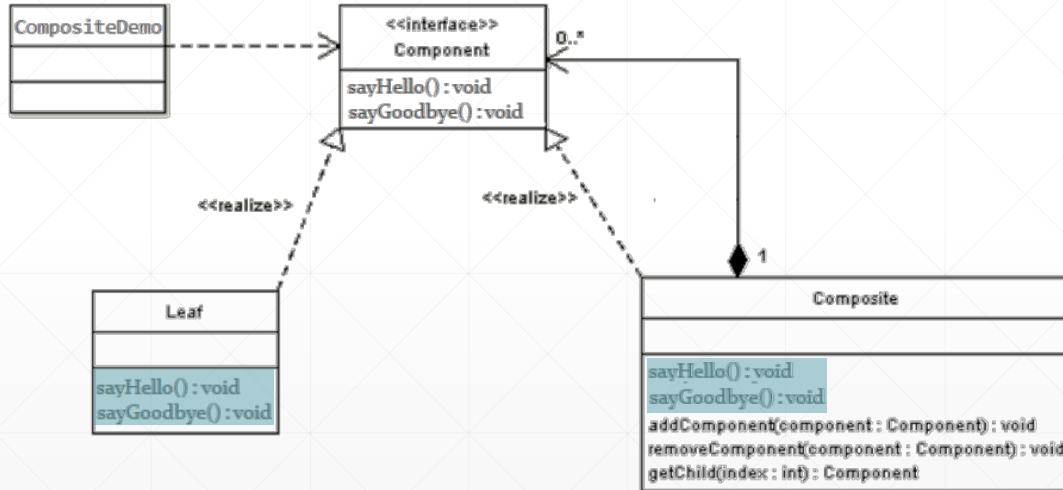 CompositeDemo
<<interface>>
Component
sayHello() : void
sayGoodbye() : void
0..*
<<realize>>
<<realize>>
1
Leaf
sayHello() : void
sayGoodbye() : void
Composite
sayHello() : void
sayGoodbye() : void
addComponent(component : Component) : void
removeComponent(component : Component) : void
getChild(index : int) : Component